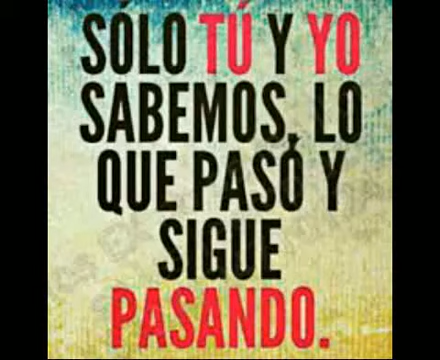 SÓLO TÚ Y YO
SABEMOS, LO
QUE PASÓ Y
SIGUE
PASANDO.